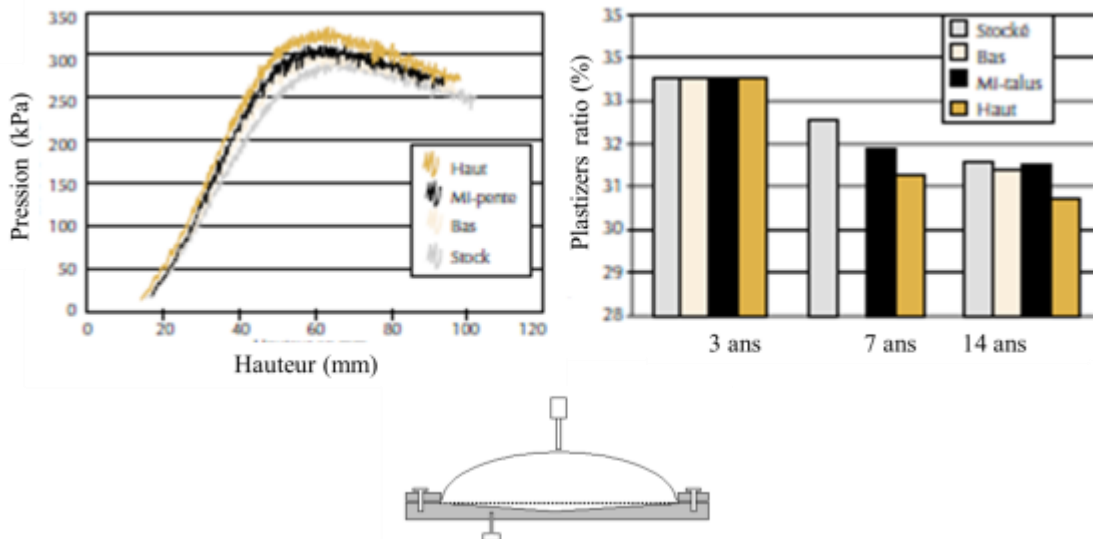 350
300
250
200
150
100
50
0
Pression (kPa)
0 20 40 60 80 100 120
Hauteur (mm)
Haut
MI-pente
Bas
Stock
35
33
32
31
30
29
28
Plastizers ratio (%)
3 ans 7 ans 14 ans
Stocké
Bas
MI-talus
Haut